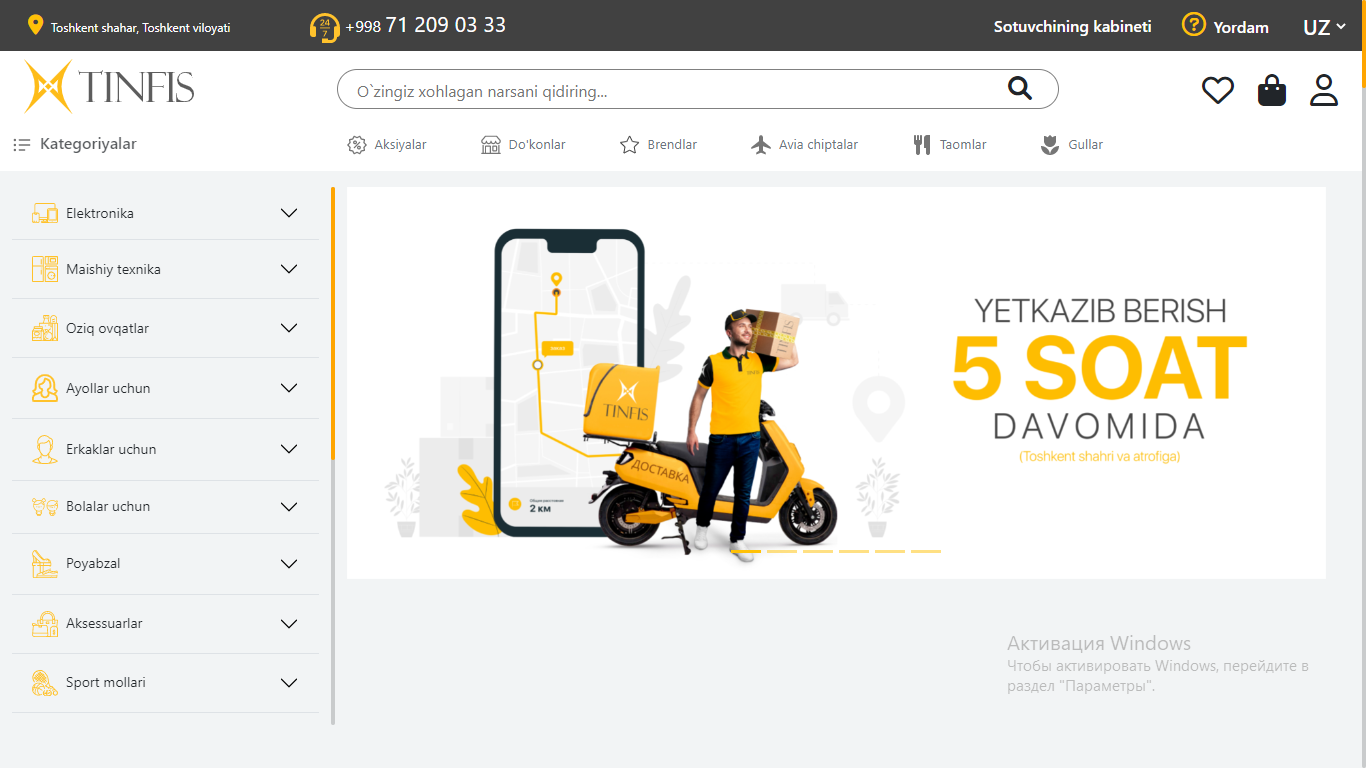 Toshkent shahar, Toshkent viloyati
24
7
+998 71 209 03 33
Sotuvchining kabineti
Yordam
UZ
TINFIS
O`zingiz xohlagan narsani qidiring...
Kategoriyalar
Aksiyalar
Do'konlar
Brendlar
Avia chiptalar
Taomlar
Gullar
Elektronika
Maishiy texnika
Oziq ovqatlar
Ayollar uchun
Erkaklar uchun
Bolalar uchun
Poyabzal
Aksessuarlar
Sport mollari
TINFIS
TINFIS
ДОСТАВКА
Общее расстояние
2 км
YETKAZIB BERISH
5 SOAT
DAVOMIDA
(Toshkent shahri va atrofiga)
Активация Windows
Чтобы активировать Windows, перейдите в
раздел "Параметры".